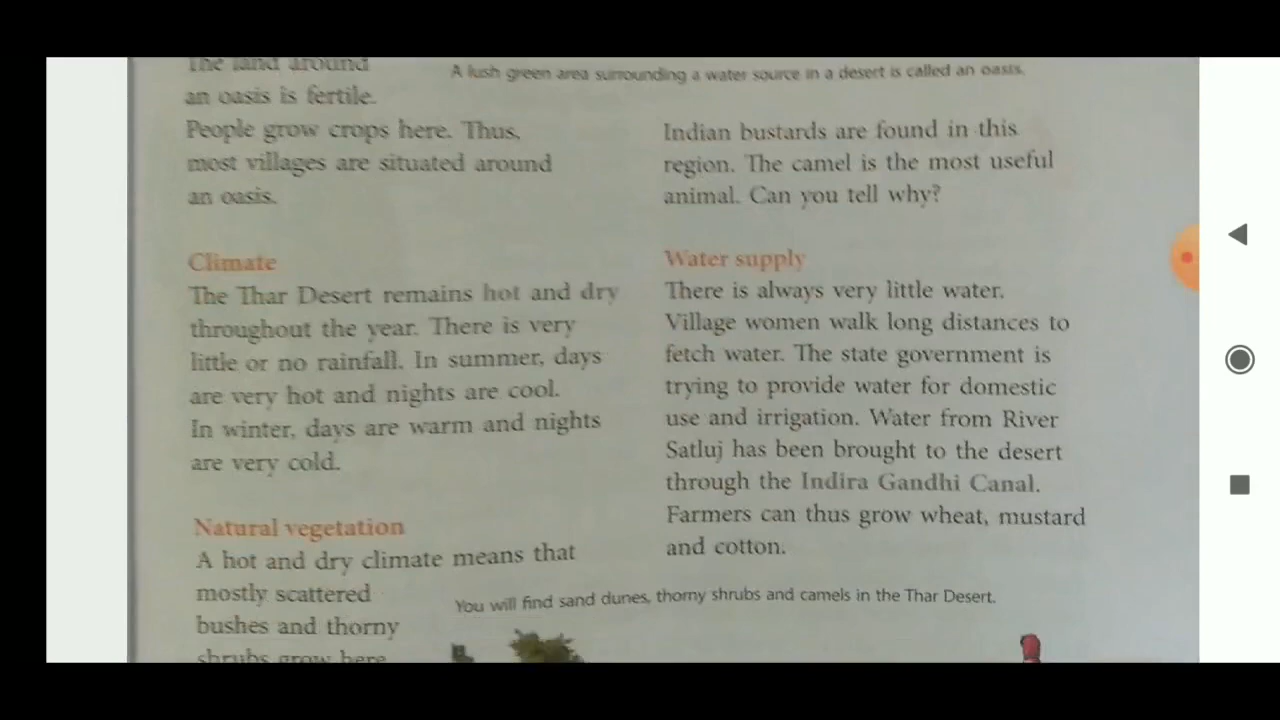 The land around
an oasis is fertile.
People grow crops here. Thus,
most villages are situated around
an oasis.
Climate
The Thar Desert remains hot and dry
throughout the year. There is very
little or no rainfall. In summer, days
are very hot and nights are cool.
In winter, days are warm and nights
are very cold.
Natural vegetation
A hot and dry climate means that
mostly scattered
bushes and thorny
shrubs grow here
A lush green area surrounding a water source in a desert is called an oasis.
Indian bustards are found in this
region. The camel is the most useful
animal. Can you tell why?
Water supply
There is always very little water.
Village women walk long distances to
fetch water. The state government is
trying to provide water for domestic
use and irrigation. Water from River
Satluj has been brought to the desert
through the Indira Gandhi Canal.
Farmers can thus grow wheat, mustard
and cotton.
You will find sand dunes, thorny shrubs and camels in the Thar Desert.